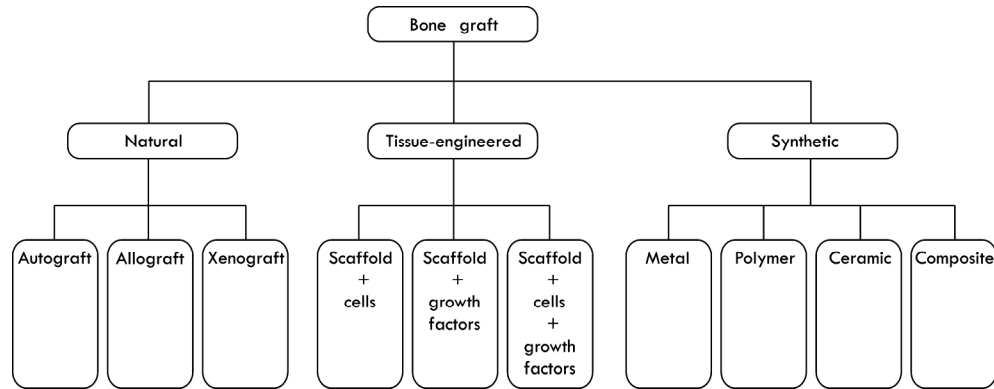 Bone graft
Natural
Tissue-engineered
Synthetic
Autograft
Allograft
Xenograft
Scaffold
+
cells
Scaffold
+
growth
factors
Scaffold
+
cells
+
growth
factors
Metal
Polymer
Ceramic
Composite